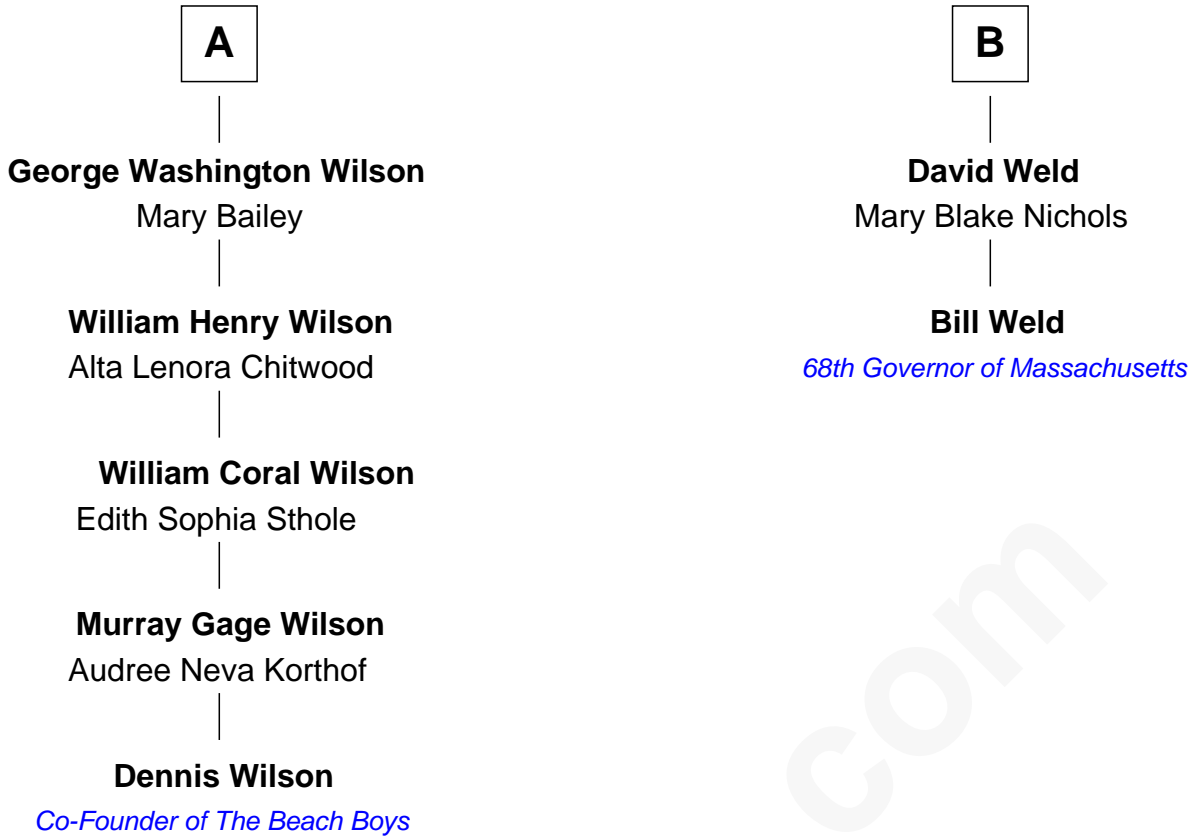 A
George Washington Wilson
Mary Bailey
William Henry Wilson
Alta Lenora Chitwood
William Coral Wilson
Edith Sophia Sthole
Murray Gage Wilson
Audree Neva Korthof
Dennis Wilson
Co-Founder of The Beach Boys
B
David Weld
Mary Blake Nichols
Bill Weld
68th Governor of Massachusetts
com